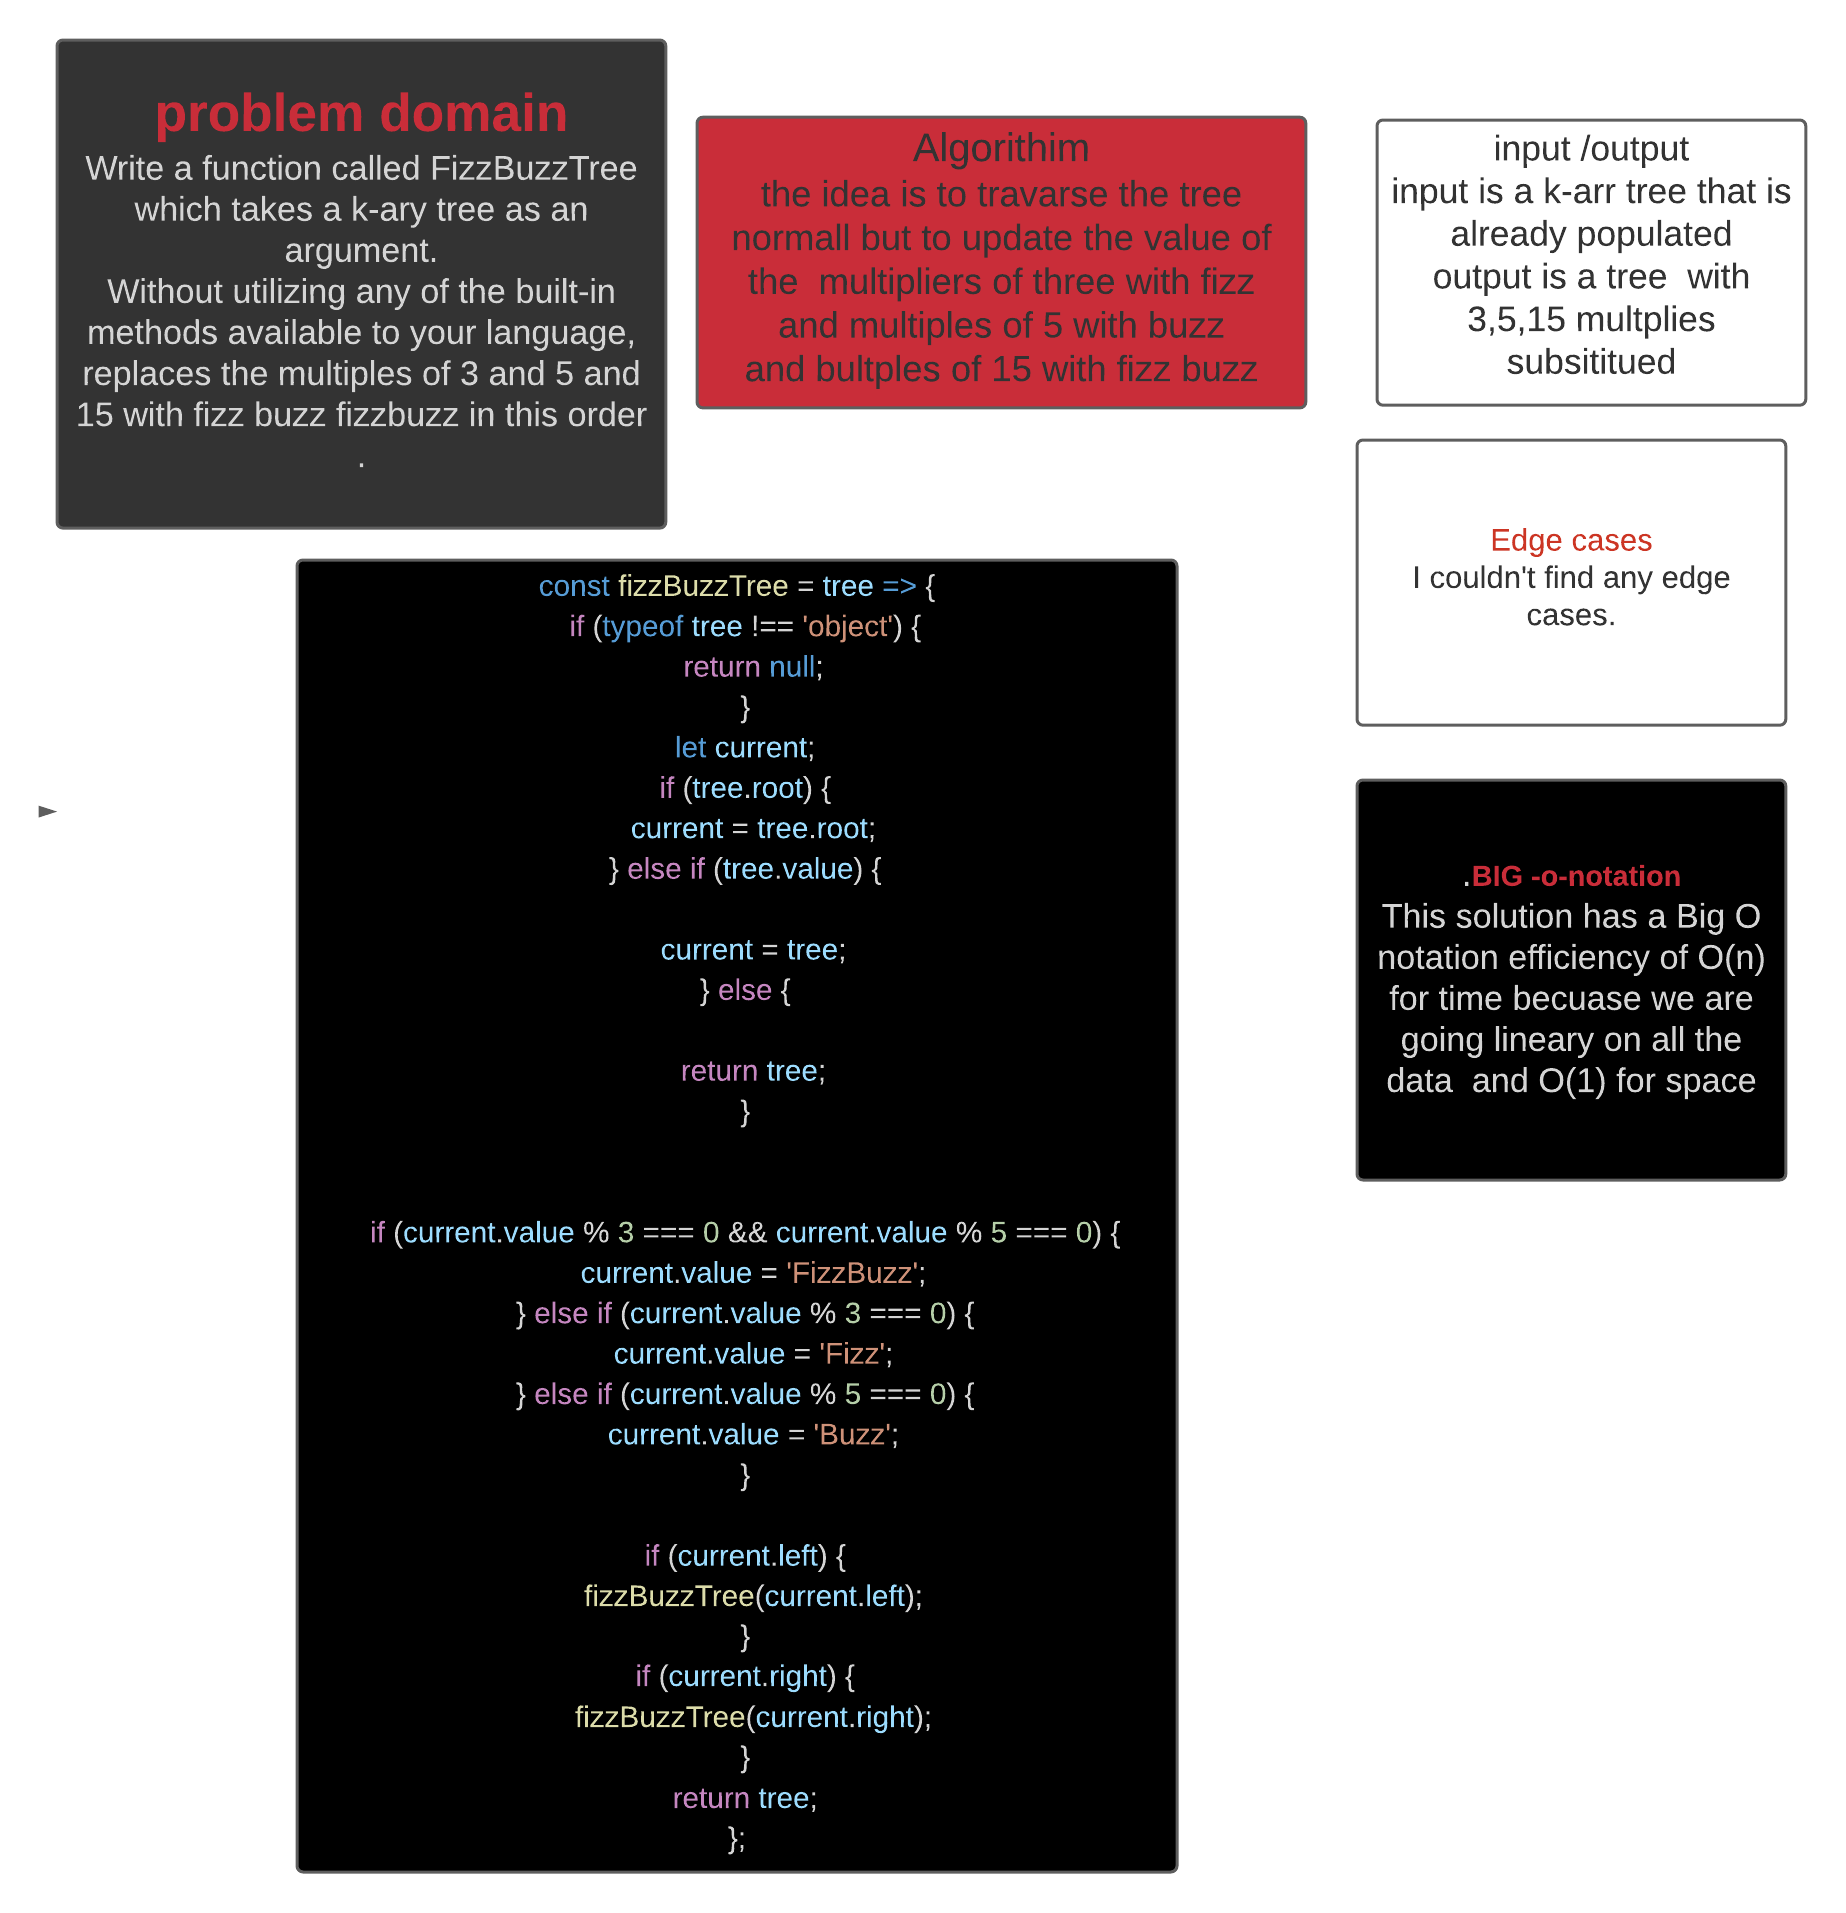 problem domain
Write a function called FizzBuzzTree
which takes a k-ary tree as an
argument.
Without utilizing any of the built-in
methods available to your language,
replaces the multiples of 3 and 5 and
15 with fizz buzz fizzbuzz in this order
.
Algorithim
the idea is to travarse the tree
normall but to update the value of
the  multipliers of three with fizz
and multiples of 5 with buzz
and bultples of 15 with fizz buzz
input /output
input is a k-arr tree that is
already populated
output is a tree  with
3,5,15 multplies
subsititued
Edge cases
I couldn't find any edge
cases.
.BIG -o-notation
This solution has a Big O
notation efficiency of O(n)
for time becuase we are
going lineary on all the
data  and O(1) for space
const fizzBuzzTree = tree => {
if (typeof tree !== 'object') {
return null;
}
let current;
if (tree.root) {
current = tree.root;
} else if (tree.value) {
current = tree;
} else {
return tree;
}
if (current.value % 3 === 0 && current.value % 5 === 0) {
current.value = 'FizzBuzz';
} else if (current.value % 3 === 0) {
current.value = 'Fizz';
} else if (current.value % 5 === 0) {
current.value = 'Buzz';
}
if (current.left) {
fizzBuzzTree(current.left);
}
if (current.right) {
fizzBuzzTree(current.right);
}
return tree;
};